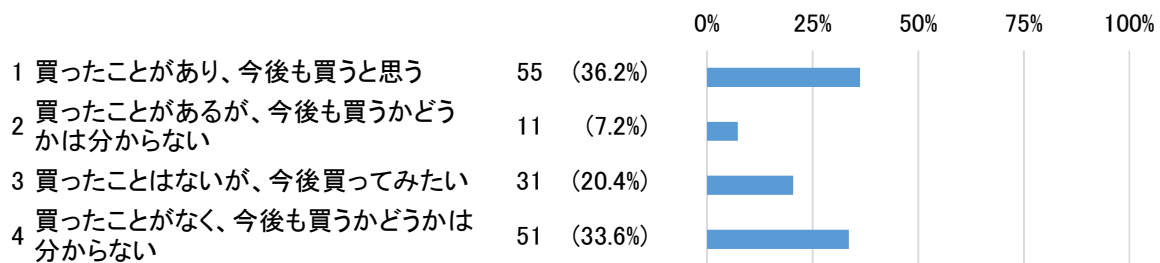 0% 25% 50% 75% 100%
1 買ったことがあり、今後も買うと思う 55 (36.2%)
2 買ったことがあるが、今後も買うかどう
かは分からない 11 (7.2%)
3 買ったことはないが、今後買ってみたい 31 (20.4%)
4 買ったことがなく、今後も買うかどうかは
分からない 51 (33.6%)